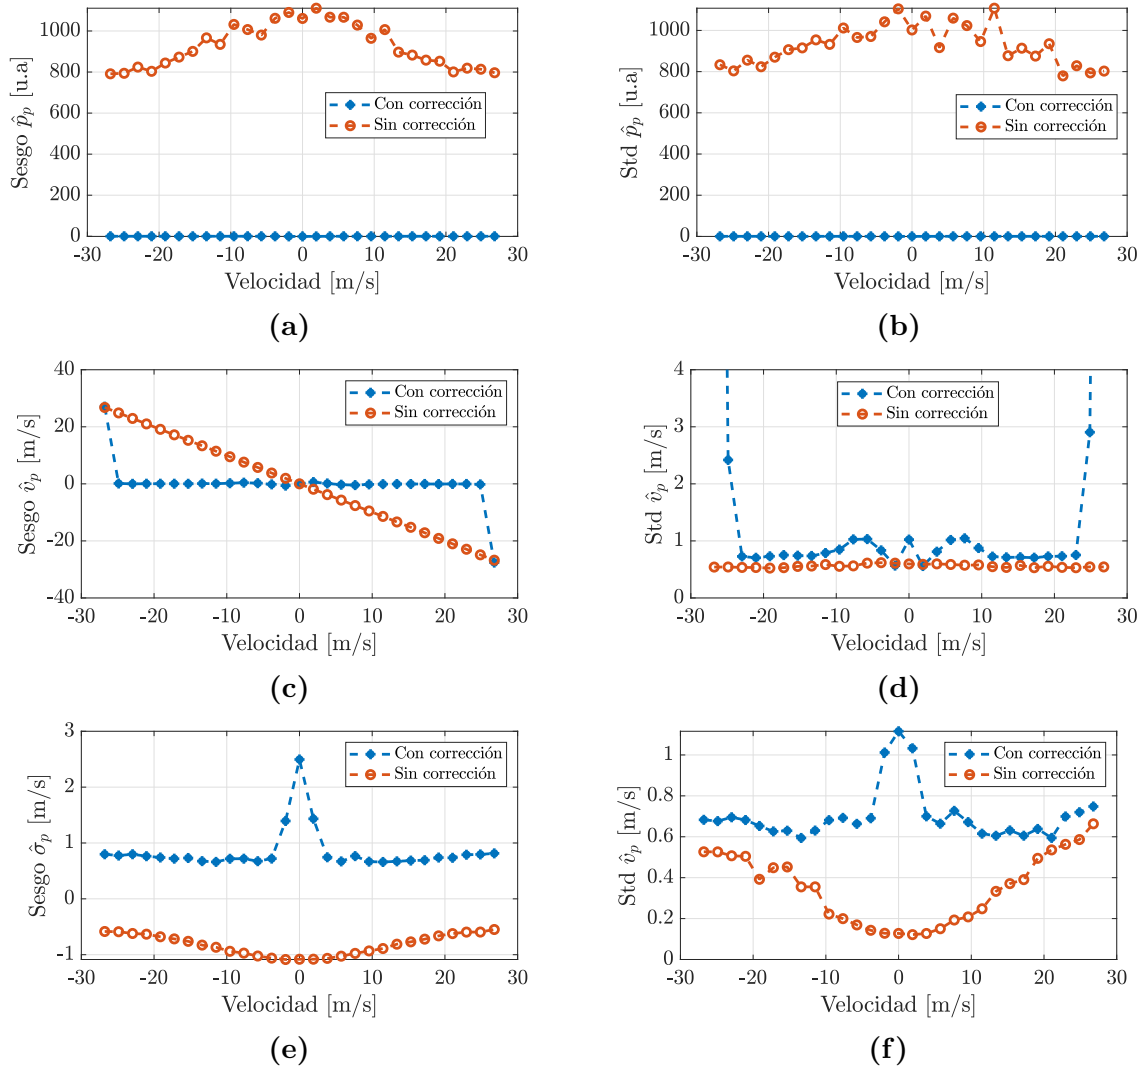 1000
800
600
400
200
0
Sesgo p̂ₚ [u.a]
Con corrección
Sin corrección
-30 -20 -10 0 10 20 30
Velocidad [m/s]
(a)
1000
800
600
400
200
0
Std p̂ₚ [u.a]
Con corrección
Sin corrección
-30 -20 -10 0 10 20 30
Velocidad [m/s]
(b)
40
20
0
-20
-40
Sesgo v̂ₚ [m/s]
Con corrección
Sin corrección
-30 -20 -10 0 10 20 30
Velocidad [m/s]
(c)
4
3
2
1
0
Std v̂ₚ [m/s]
Con corrección
Sin corrección
-30 -20 -10 0 10 20 30
Velocidad [m/s]
(d)
3
2
1
0
-1
Sesgo σ̂ₚ [m/s]
Con corrección
Sin corrección
-30 -20 -10 0 10 20 30
Velocidad [m/s]
(e)
1
0.8
0.6
0.4
0.2
0
Std v̂ₚ [m/s]
Con corrección
Sin corrección
-30 -20 -10 0 10 20 30
Velocidad [m/s]
(f)